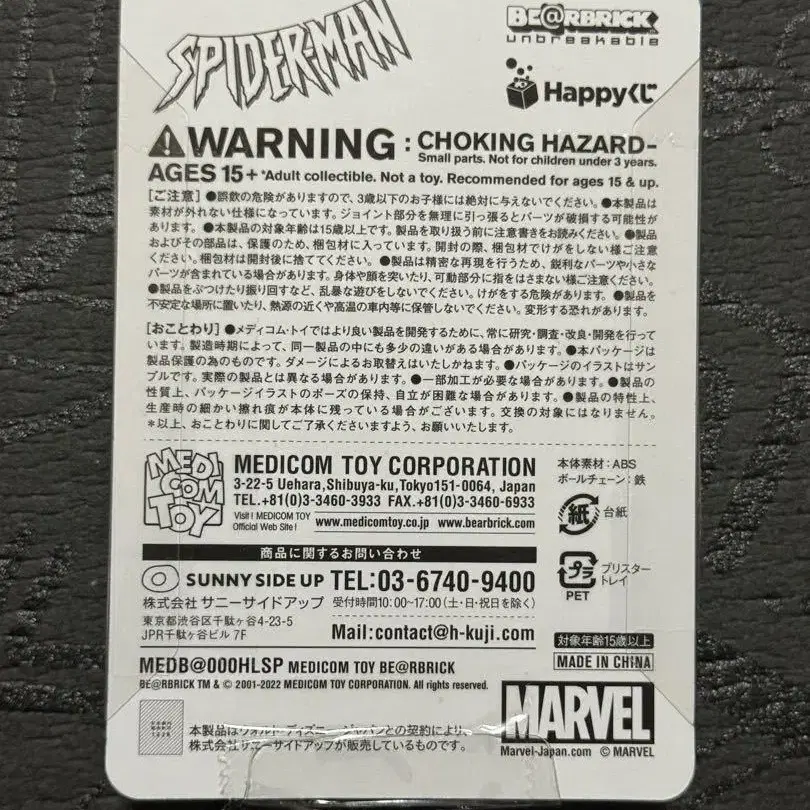 SPIDER-MAN
BE@RBRICK
unbreakable
Happyくじ
WARNING : CHOKING HAZARD-
Small parts. Not for children under 3 years.
AGES 15+ *Adult collectible. Not a toy. Recommended for ages 15 & up.
[ご注意] ●誤飲の危険がありますので、3歳以下のお子様には絶対に与えないでください。●本製品は
素材が外れない仕様になっています。ジョイント部分を無理に引っ張るとパーツが破損する可能性が
あります。●本製品の対象年齢は15歳以上です。製品を取り扱う前に注意書きをお読みください。●製品
およびその部品は、保護のため、梱包材に入っています。開封の際、梱包材でけがをしない様ご注意
ください。梱包材は開封後に捨ててください。●製品は精密な再現を行うため、鋭利なパーツや小さな
パーツが含まれている場合があります。身体や顔を突いたり、可動部分に指をはさまない様ご注意ください。
●製品をぶつけたり振り回すなど、乱暴な遊びをしないでください。けがをする危険があります。●製品を
不安定な場所に置いたり、熱源の近くや高温の車内等に保管しないでください。変形する恐れがあります。
[おことわり] ●メディコム・トイではより良い製品を開発するために、常に研究・調査・改良・開発を行って
います。製造時期によって、同一製品の中にも多少の違いがある場合があります。●本パッケージは
製品保護の為のものです。ダメージによるお取替えはいたしかねます。●パッケージのイラストはサン
プルです。実際の製品とは異なる場合があります。●一部加工が必要な場合があります。●製品の
性質上、パッケージイラストのポーズの保持、自立が困難な場合があります。●製品の特性上、
生産時の細かい擦れ痕が本体に残っている場合がございます。交換の対象にはなりません。
*以上、おことわりに関してご了承くださいますよう、お願いいたします。
MEDI
COM
TOY
MEDICOM TOY CORPORATION
3-22-5 Uehara,Shibuya-ku,Tokyo151-0064, Japan
TEL.+81(0)3-3460-3933 FAX.+81(0)3-3460-6933
Visit ! MEDICOM TOY
Official Web Site !
www.medicomtoy.co.jp www.bearbrick.com
本体素材:ABS
ボールチェーン:鉄
紙
台紙
プラ
PET
ブリスター
トレイ
商品に関するお問い合わせ
SUNNY SIDE UP TEL:03-6740-9400
株式会社 サニーサイドアップ 受付時間10:00~17:00(土・日・祝日を除く)
東京都渋谷区千駄ヶ谷4-23-5
JPR千駄ヶ谷ビル 7F
Mail:contact@h-kuji.com
対象年齢15歳以上
MADE IN CHINA
MEDB@000HLSP MEDICOM TOY BE@RBRICK
BE@RBRICK TM & © 2001-2022 MEDICOM TOY CORPORATION. All rights reserved.
MARVEL
Marvel-Japan.com © MARVEL
本製品はウォルト・ディズニー・ジャパンとの契約により、
株式会社サニーサイドアップが販売しているものです。